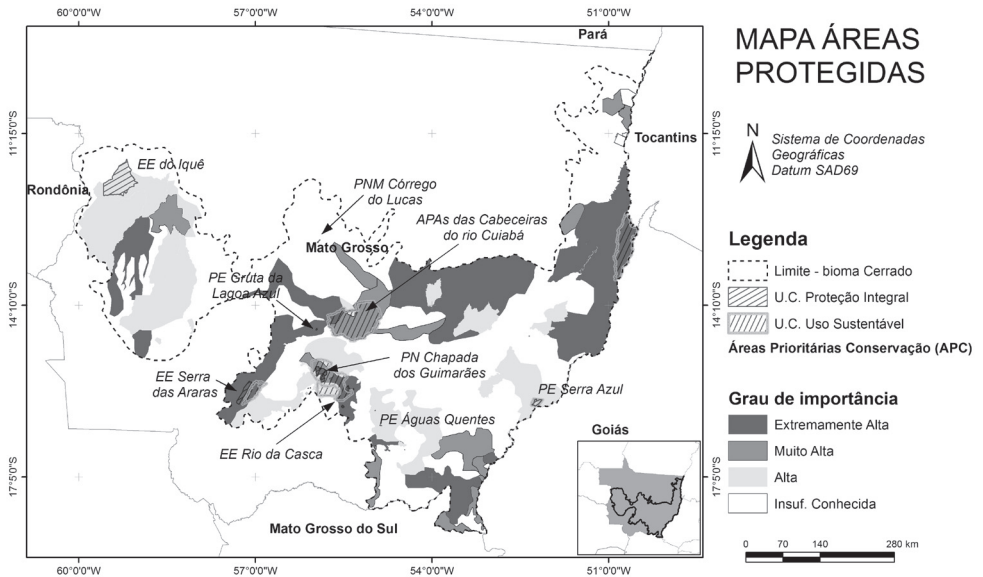 60°0'0"W 57°0'0"W 54°0'0"W 51°0'0"W
Pará
11°15'0"S
11°15'0"S
Tocantins
EE do Iquê
Rondônia
PNM Córrego
do Lucas
APAs das Cabeceiras
do rio Cuiabá
Mato Grosso
PE Gruta da
Lagoa Azul
14°10'0"S
14°10'0"S
PN Chapada
dos Guimarães
EE Serra
das Araras
PE Serra Azul
PE Águas Quentes
EE Rio da Casca
Goiás
17°5'0"S
17°5'0"S
Mato Grosso do Sul
60°0'0"W 57°0'0"W 54°0'0"W 51°0'0"W
MAPA ÁREAS
PROTEGIDAS
N
Sistema de Coordenadas
Geográficas
Datum SAD69
Legenda
Limite - bioma Cerrado
U.C. Proteção Integral
U.C. Uso Sustentável
Áreas Prioritárias Conservação (APC)
Grau de importância
Extremamente Alta
Muito Alta
Alta
Insuf. Conhecida
0 70 140 280 km